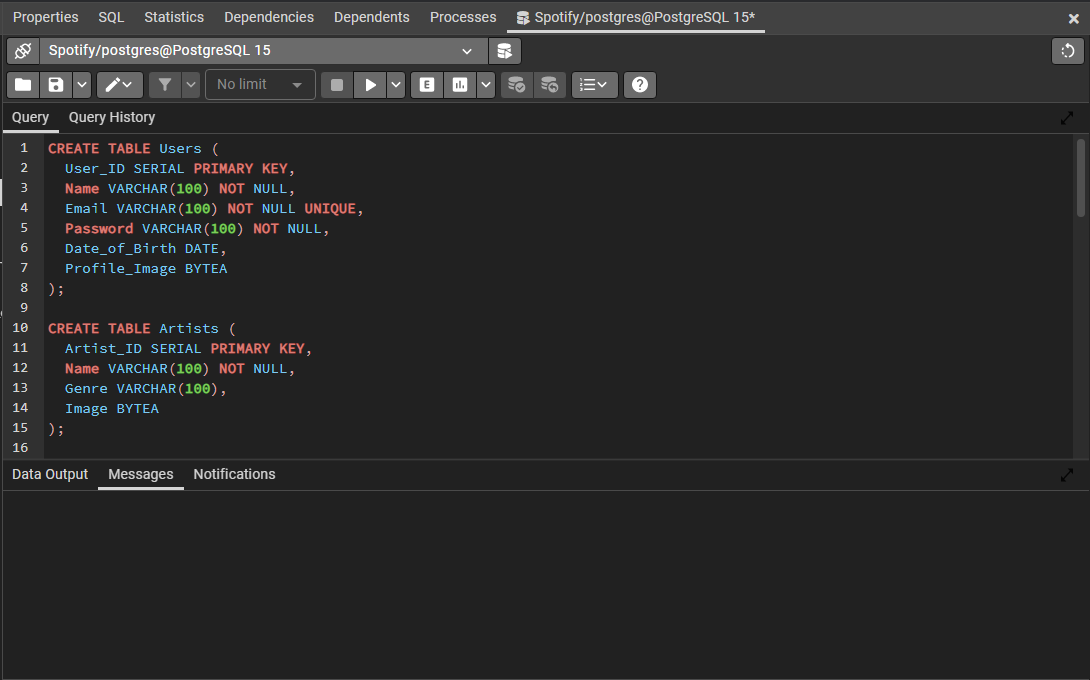 Properties SQL Statistics Dependencies Dependents Processes Spotify/postgres@PostgreSQL 15*
Spotify/postgres@PostgreSQL 15
No limit E
Query Query History
1 CREATE TABLE Users (
2 User_ID SERIAL PRIMARY KEY,
3 Name VARCHAR(100) NOT NULL,
4 Email VARCHAR(100) NOT NULL UNIQUE,
5 Password VARCHAR(100) NOT NULL,
6 Date_of_Birth DATE,
7 Profile_Image BYTEA
8 );
9
10 CREATE TABLE Artists (
11 Artist_ID SERIAL PRIMARY KEY,
12 Name VARCHAR(100) NOT NULL,
13 Genre VARCHAR(100),
14 Image BYTEA
15 );
16
Data Output Messages Notifications